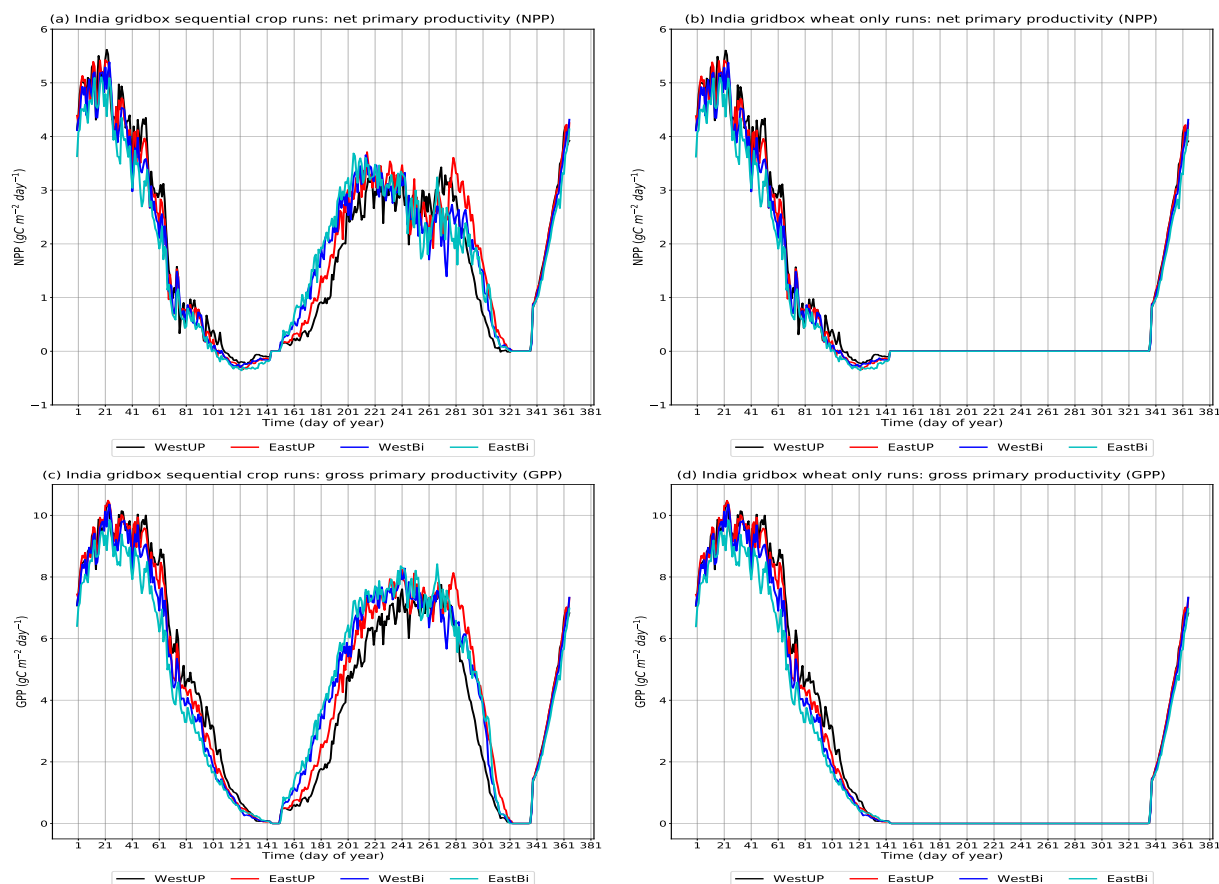 (a) India gridbox sequential crop runs: net primary productivity (NPP)
6
5
4
3
2
1
0
−1
NPP (gC m⁻² day⁻¹)
1 21 41 61 81 101 121 141 161 181 201 221 241 261 281 301 321 341 361 381
Time (day of year)
WestUP EastUP WestBi EastBi
(b) India gridbox wheat only runs: net primary productivity (NPP)
6
5
4
3
2
1
0
−1
NPP (gC m⁻² day⁻¹)
1 21 41 61 81 101 121 141 161 181 201 221 241 261 281 301 321 341 361 381
Time (day of year)
WestUP EastUP WestBi EastBi
(c) India gridbox sequential crop runs: gross primary productivity (GPP)
10
8
6
4
2
0
GPP (gC m⁻² day⁻¹)
1 21 41 61 81 101 121 141 161 181 201 221 241 261 281 301 321 341 361 381
Time (day of year)
WestUP EastUP WestBi EastBi
(d) India gridbox wheat only runs: gross primary productivity (GPP)
10
8
6
4
2
0
GPP (gC m⁻² day⁻¹)
1 21 41 61 81 101 121 141 161 181 201 221 241 261 281 301 321 341 361 381
Time (day of year)
WestUP EastUP WestBi EastBi